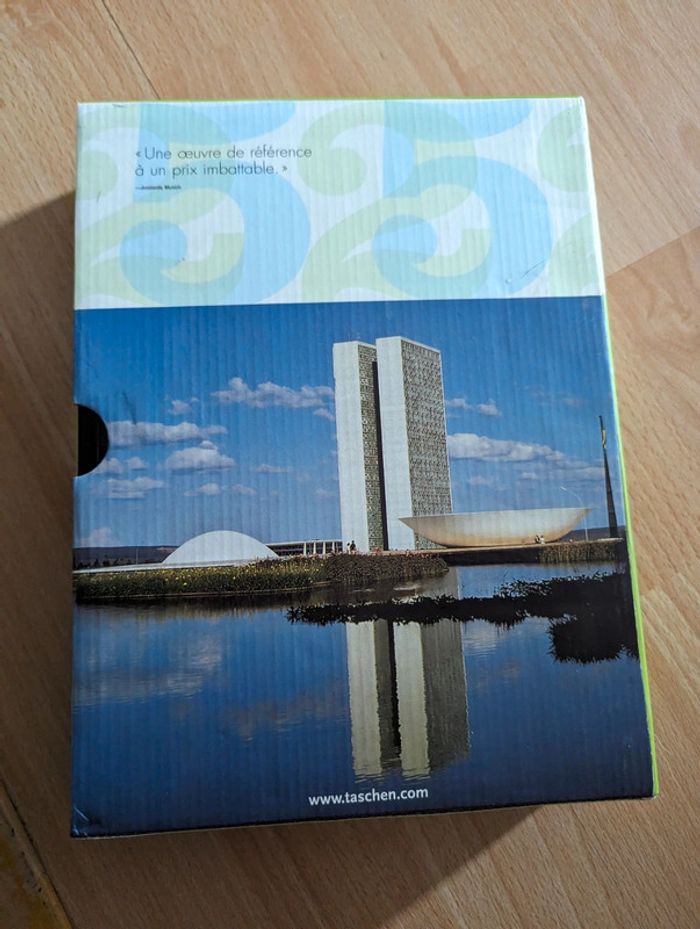 « Une œuvre de référence
à un prix imbattable. »
www.taschen.com